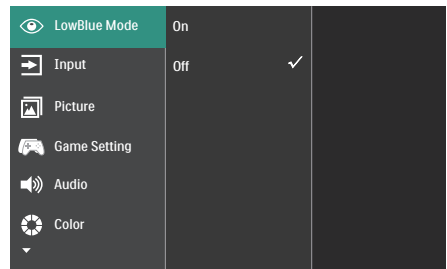 LowBlue Mode
On
Input
Off
Picture
Game Setting
Audio
Color